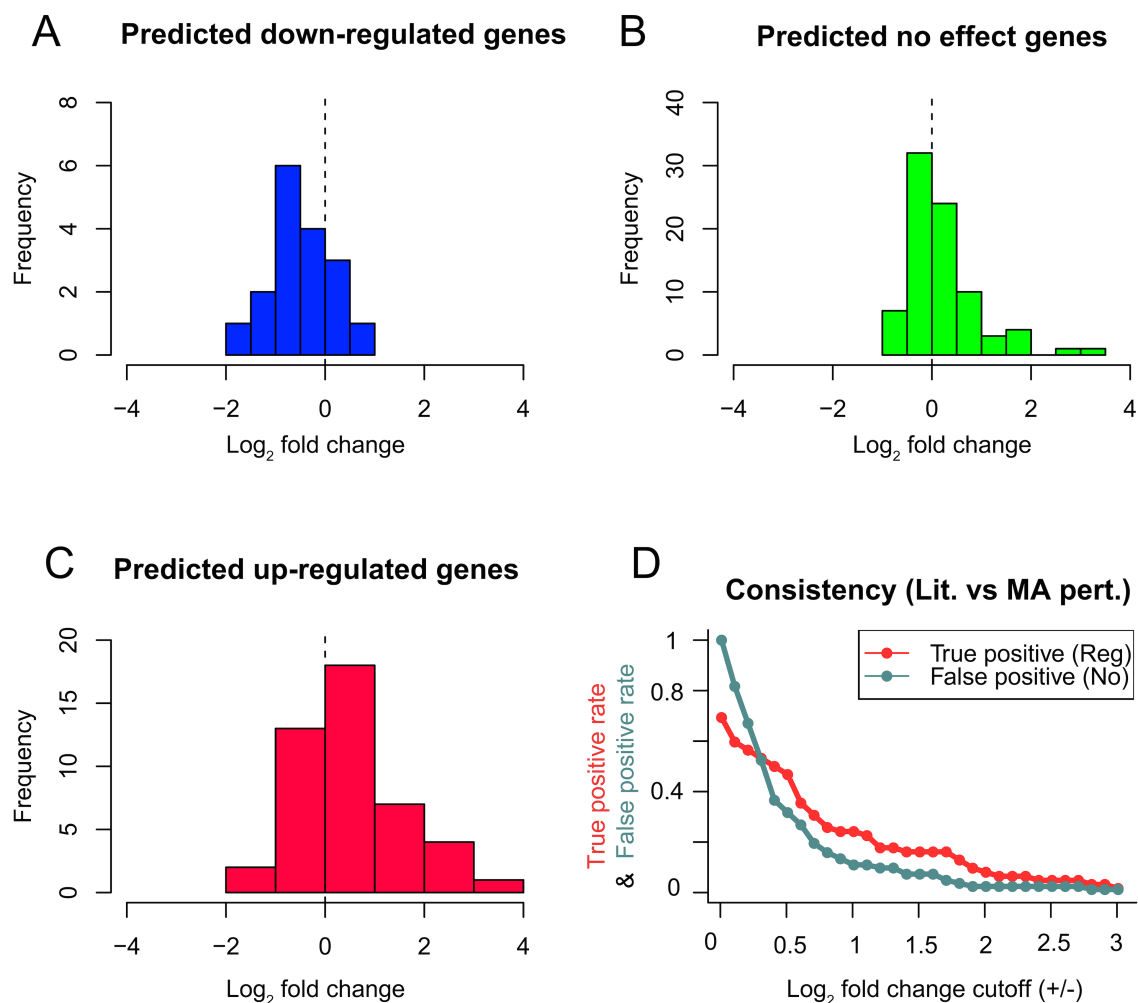 A
Predicted down-regulated genes
8
6
4
2
0
Frequency
−4 −2 0 2 4
Log2 fold change
B
Predicted no effect genes
40
30
20
10
0
Frequency
−4 −2 0 2 4
Log2 fold change
C
Predicted up-regulated genes
20
15
10
5
0
Frequency
−4 −2 0 2 4
Log2 fold change
D
Consistency (Lit. vs MA pert.)
True positive (Reg)
False positive (No)
1
0.8
0.4
0
True positive rate
& False positive rate
0 0.5 1 1.5 2 2.5 3
Log2 fold change cutoff (+/-)